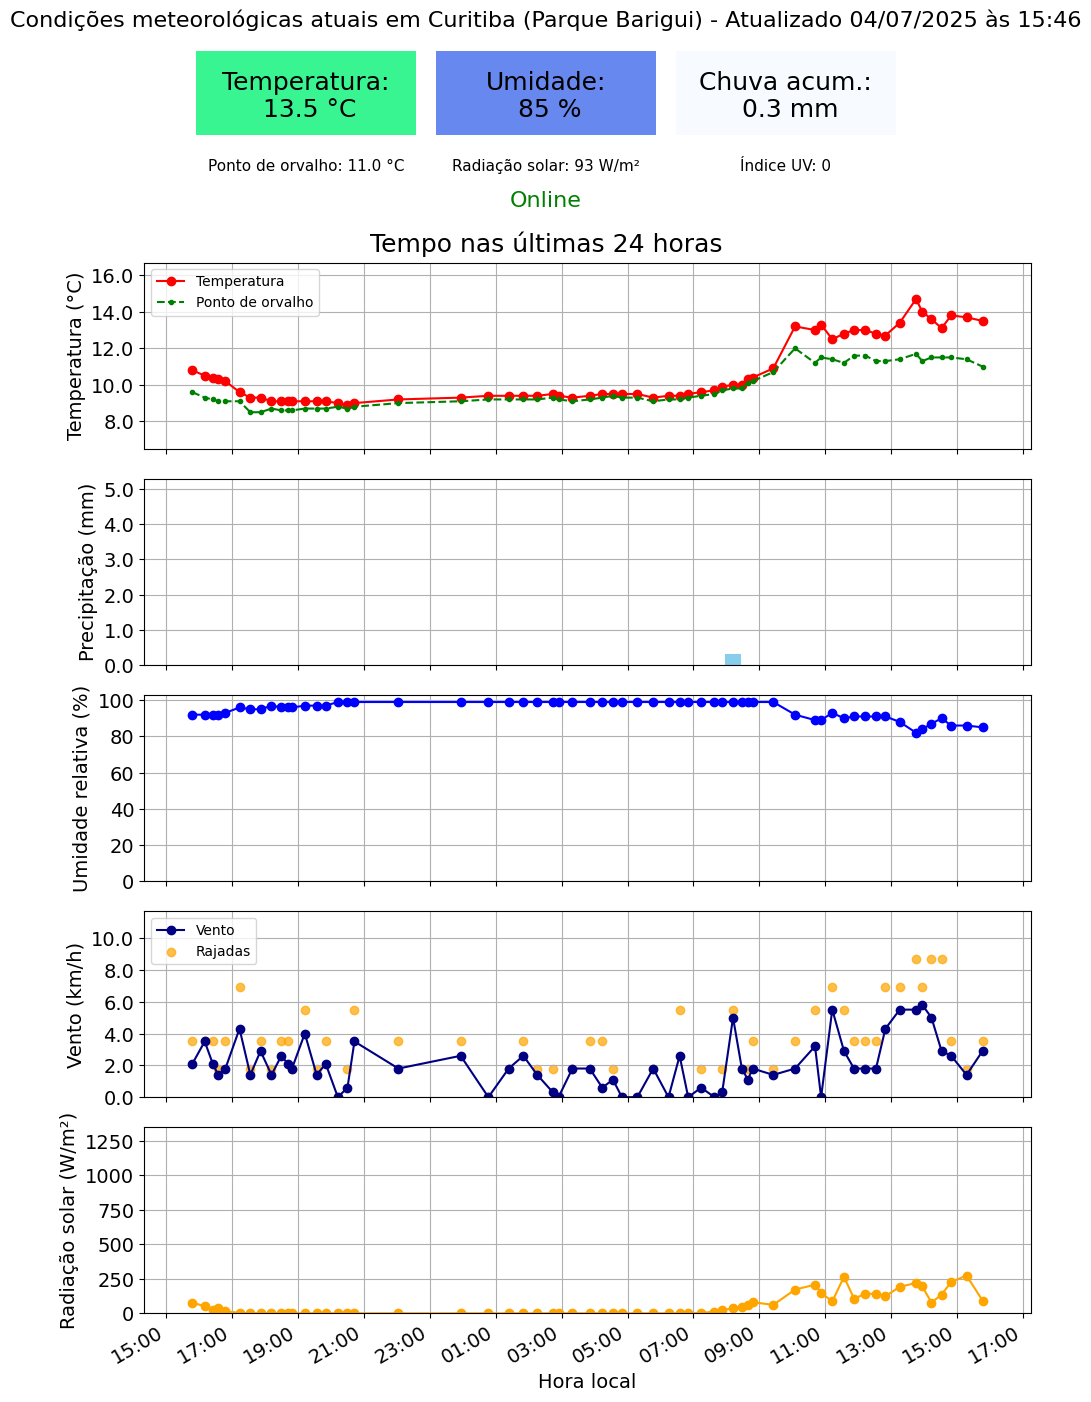 Condições meteorológicas atuais em Curitiba (Parque Barigui) - Atualizado 04/07/2025 às 15:46
Temperatura:
13.5 °C
Umidade:
85 %
Chuva acum.:
0.3 mm
Ponto de orvalho: 11.0 °C
Radiação solar: 93 W/m²
Índice UV: 0
Online
Tempo nas últimas 24 horas
Temperatura (°C)
16.0
14.0
12.0
10.0
8.0
Temperatura
Ponto de orvalho
Precipitação (mm)
5.0
4.0
3.0
2.0
1.0
0.0
Umidade relativa (%)
100
80
60
40
20
0
Vento (km/h)
10.0
8.0
6.0
4.0
2.0
0.0
Vento
Rajadas
Radiação solar (W/m²)
1250
1000
750
500
250
0
15:00
17:00
19:00
21:00
23:00
01:00
03:00
05:00
07:00
09:00
11:00
13:00
15:00
17:00
Hora local